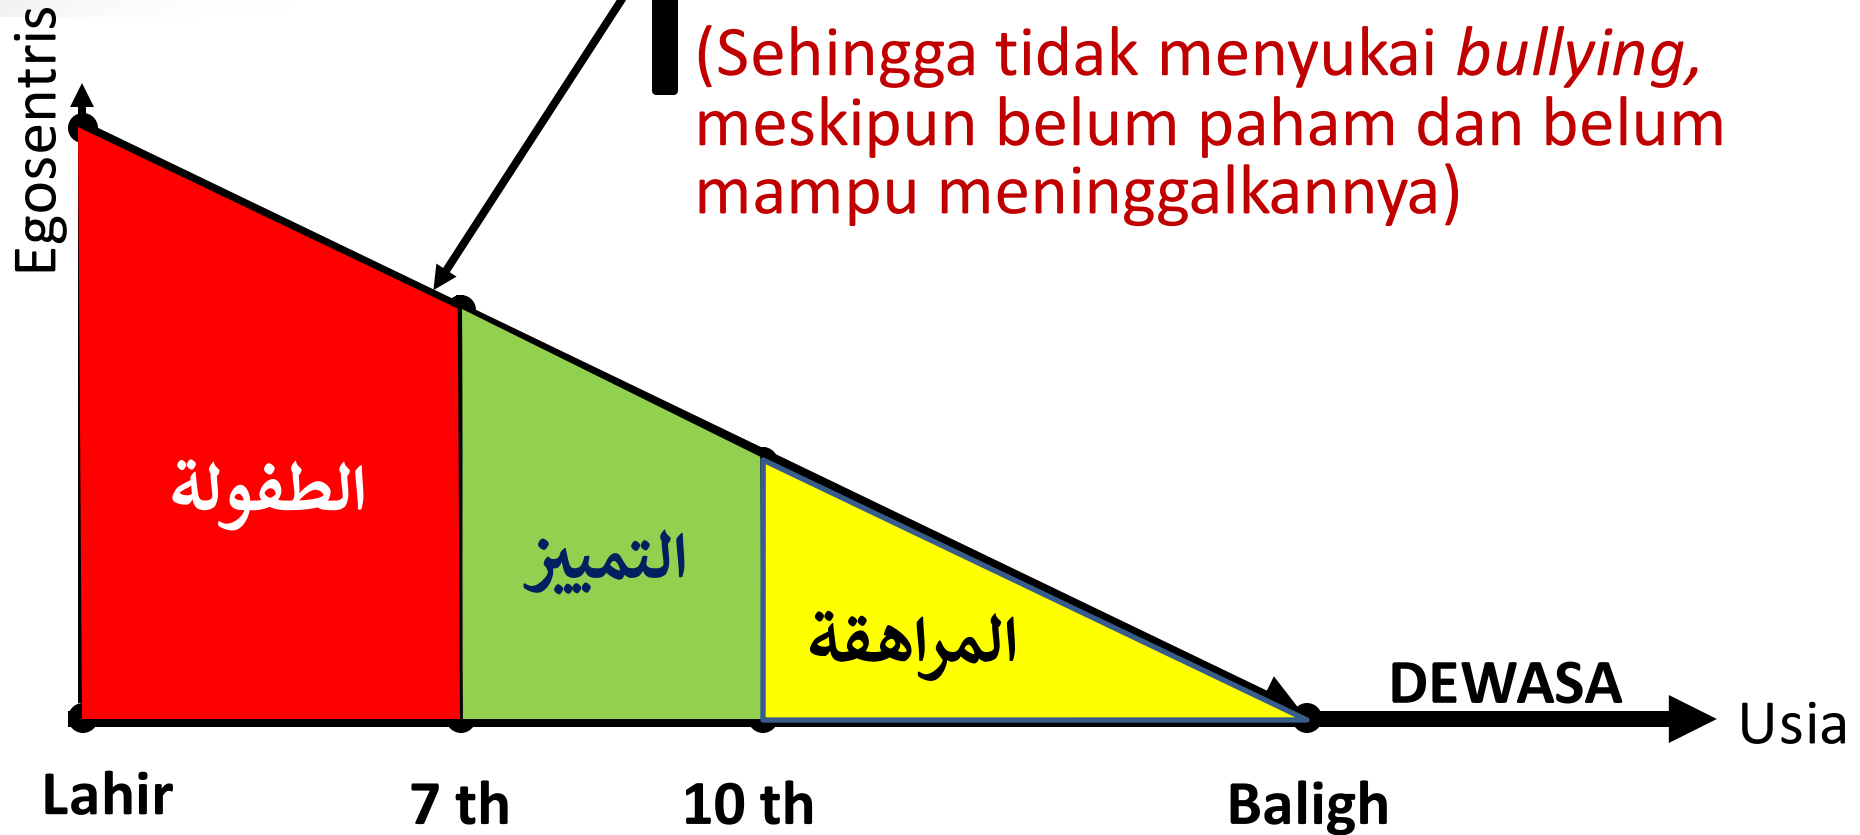 Egosentris
(Sehingga tidak menyukai bullying,
meskipun belum paham dan belum
mampu meninggalkannya)
الطفولة
التمييز
المراهقة
DEWASA
Usia
Lahir
7 th
10 th
Baligh